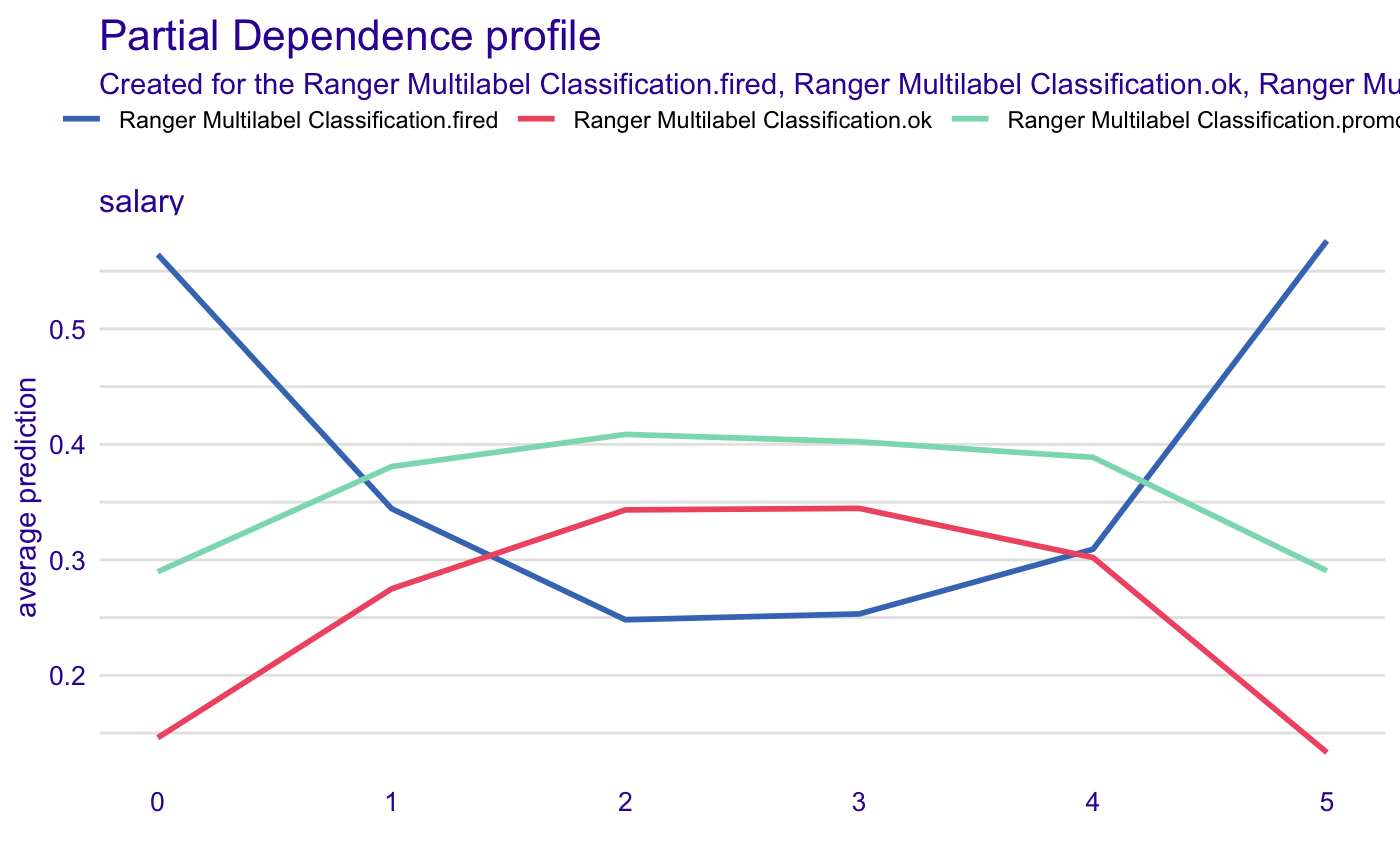 Partial Dependence profile
Created for the Ranger Multilabel Classification.fired, Ranger Multilabel Classification.ok, Ranger Mu
Ranger Multilabel Classification.fired Ranger Multilabel Classification.ok Ranger Multilabel Classification.promo
salary
0.5
0.4
0.3
0.2
average prediction
0 1 2 3 4 5